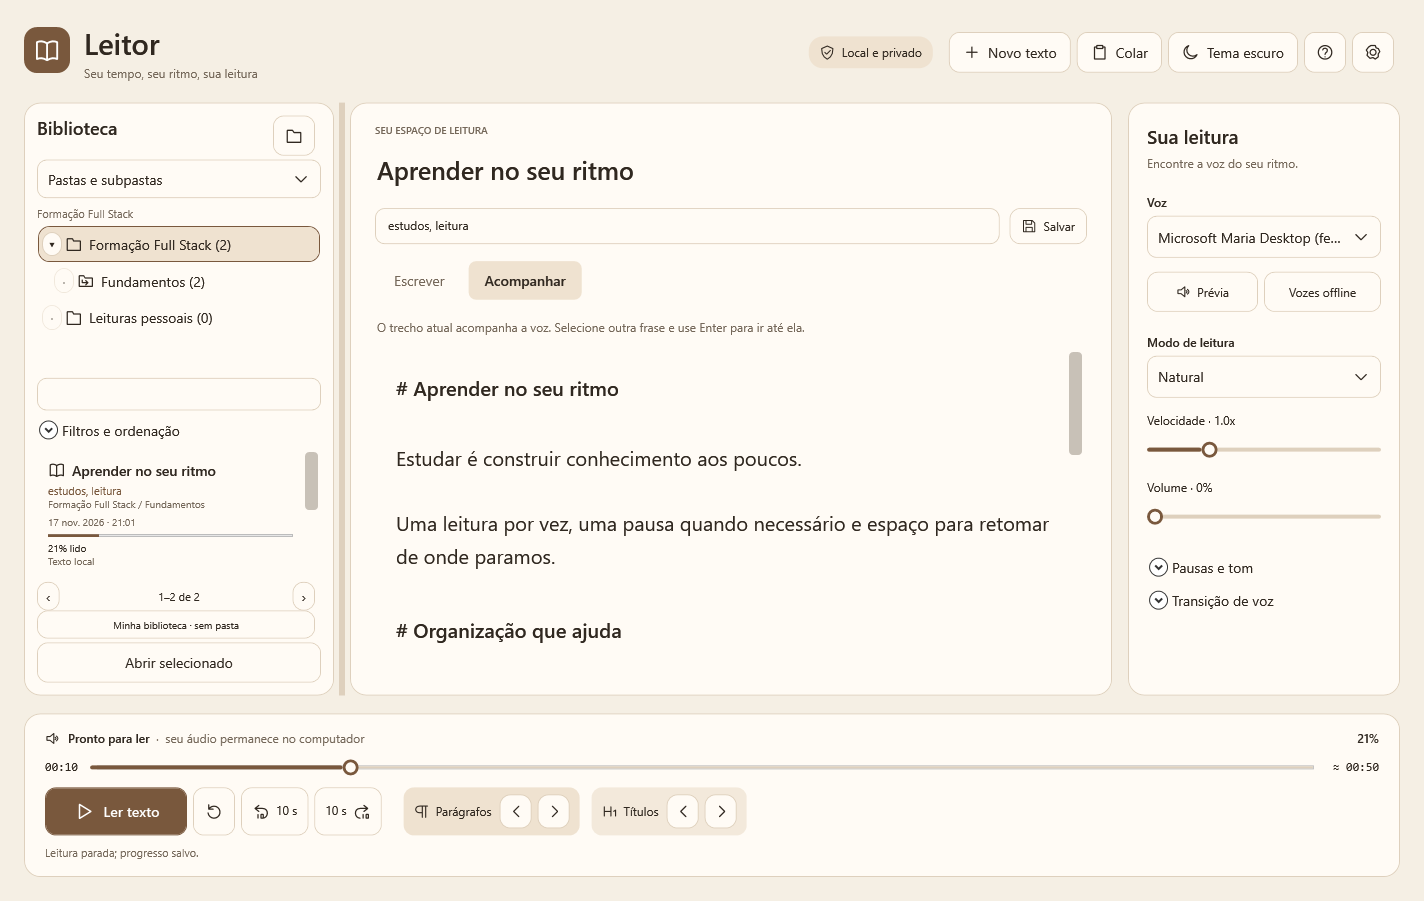 Leitor
Seu tempo, seu ritmo, sua leitura
Local e privado
Novo texto
Colar
Tema escuro
Biblioteca
Pastas e subpastas
Formação Full Stack
Formação Full Stack (2)
Fundamentos (2)
Leituras pessoais (0)
Filtros e ordenação
Aprender no seu ritmo
estudos, leitura
Formação Full Stack / Fundamentos
17 nov. 2026 · 21:01
21% lido
Texto local
‹ 1–2 de 2 ›
Minha biblioteca · sem pasta
Abrir selecionado
SEU ESPAÇO DE LEITURA
Aprender no seu ritmo
estudos, leitura
Salvar
Escrever
Acompanhar
O trecho atual acompanha a voz. Selecione outra frase e use Enter para ir até ela.
# Aprender no seu ritmo
Estudar é construir conhecimento aos poucos.
Uma leitura por vez, uma pausa quando necessário e espaço para retomar
de onde paramos.
# Organização que ajuda
Sua leitura
Encontre a voz do seu ritmo.
Voz
Microsoft Maria Desktop (fe...
Prévia
Vozes offline
Modo de leitura
Natural
Velocidade · 1.0x
Volume · 0%
Pausas e tom
Transição de voz
Pronto para ler · seu áudio permanece no computador
21%
00:10
≈ 00:50
Ler texto
10 10 s
10 s 10
¶ Parágrafos
H1 Títulos
Leitura parada; progresso salvo.